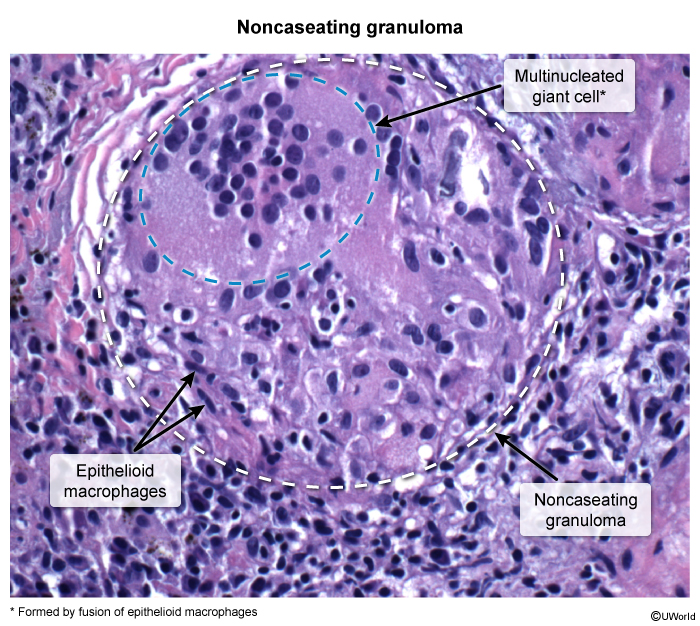 Noncaseating granuloma
Multinucleated
giant cell*
Epithelioid
macrophages
Noncaseating
granuloma
* Formed by fusion of epithelioid macrophages
©UWorld